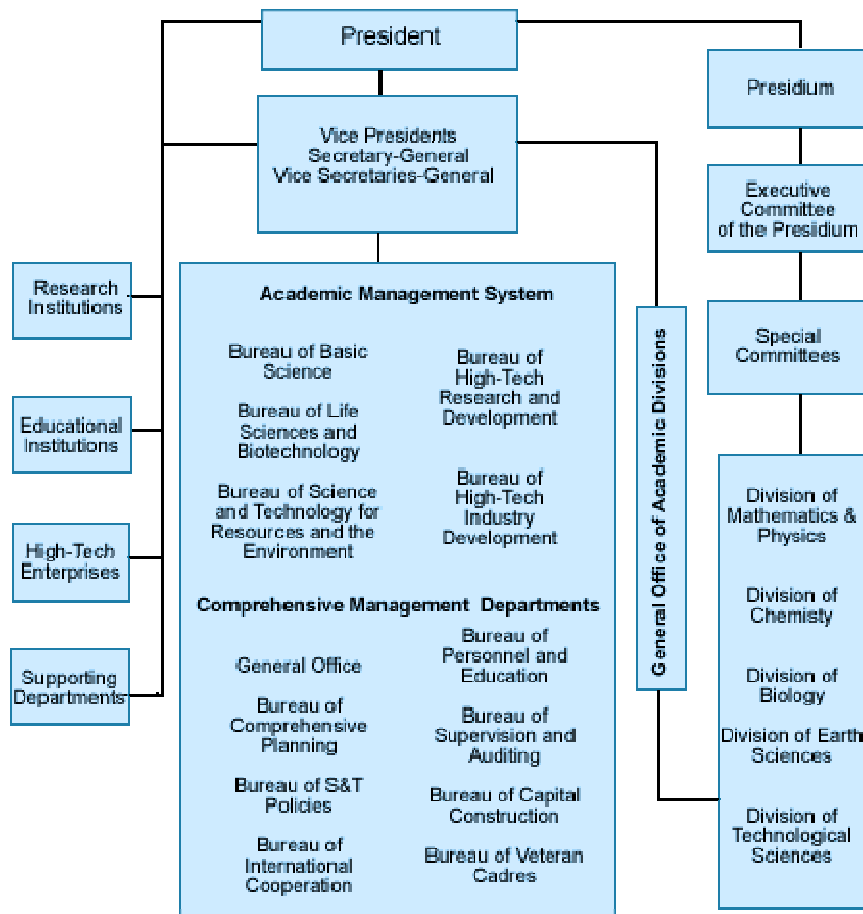 President
Presidium
Vice Presidents
Secretary-General
Vice Secretaries-General
Executive
Committee
of the Presidium
Research
Institutions
Educational
Institutions
High-Tech
Enterprises
Supporting
Departments
Academic Management System
Bureau of Basic
Science
Bureau of Life
Sciences and
Biotechnology
Bureau of Science
and Technology for
Resources and the
Environment
Bureau of
High-Tech
Research and
Development
Bureau of
High-Tech
Industry
Development
Comprehensive Management Departments
General Office
Bureau of
Comprehensive
Planning
Bureau of S&T
Policies
Bureau of
International
Cooperation
Bureau of
Personnel and
Education
Bureau of
Supervision and
Auditing
Bureau of Capital
Construction
Bureau of Veteran
Cadres
General Office of Academic Divisions
Special
Committees
Division of
Mathematics &
Physics
Division of
Chemisty
Division of
Biology
Division of Earth
Sciences
Division of
Technological
Sciences